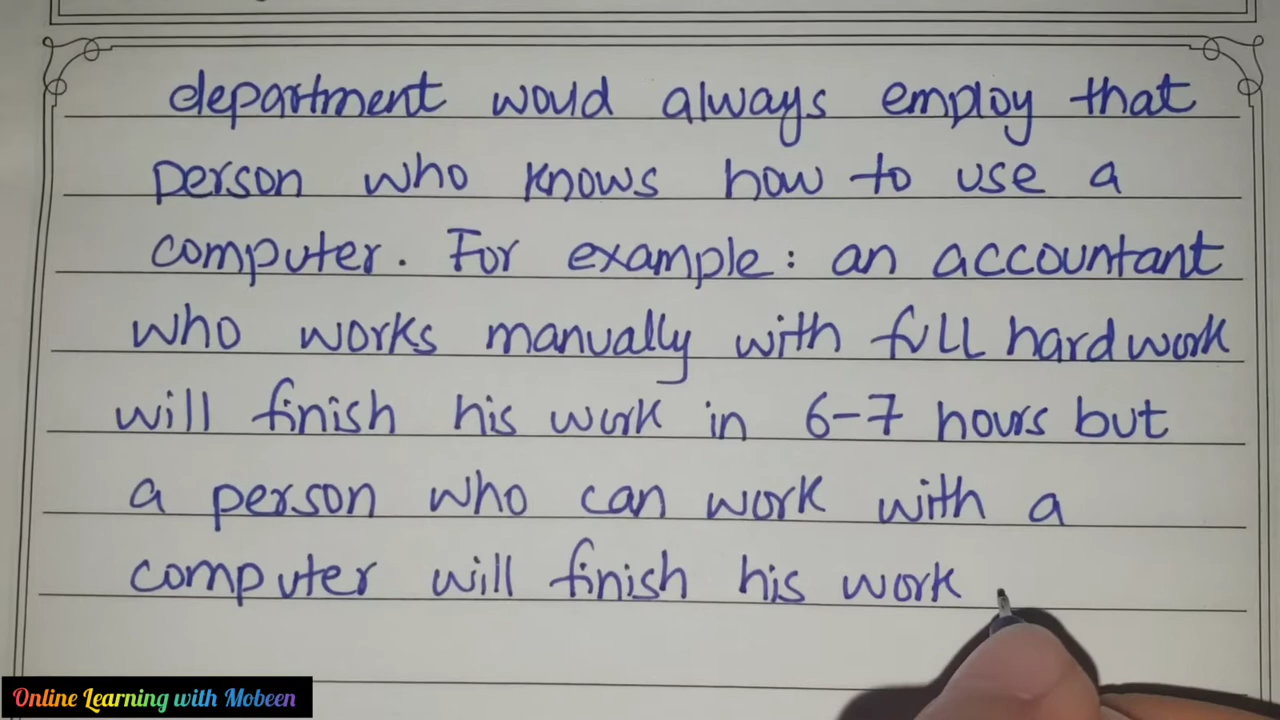 department would always employ that
person who knows how to use a
computer. For example: an accountant
who works manually with full hardwork
will finish his work in 6-7 hours but
a person who can work with a
computer will finish his work
Online Learning with Mobeen